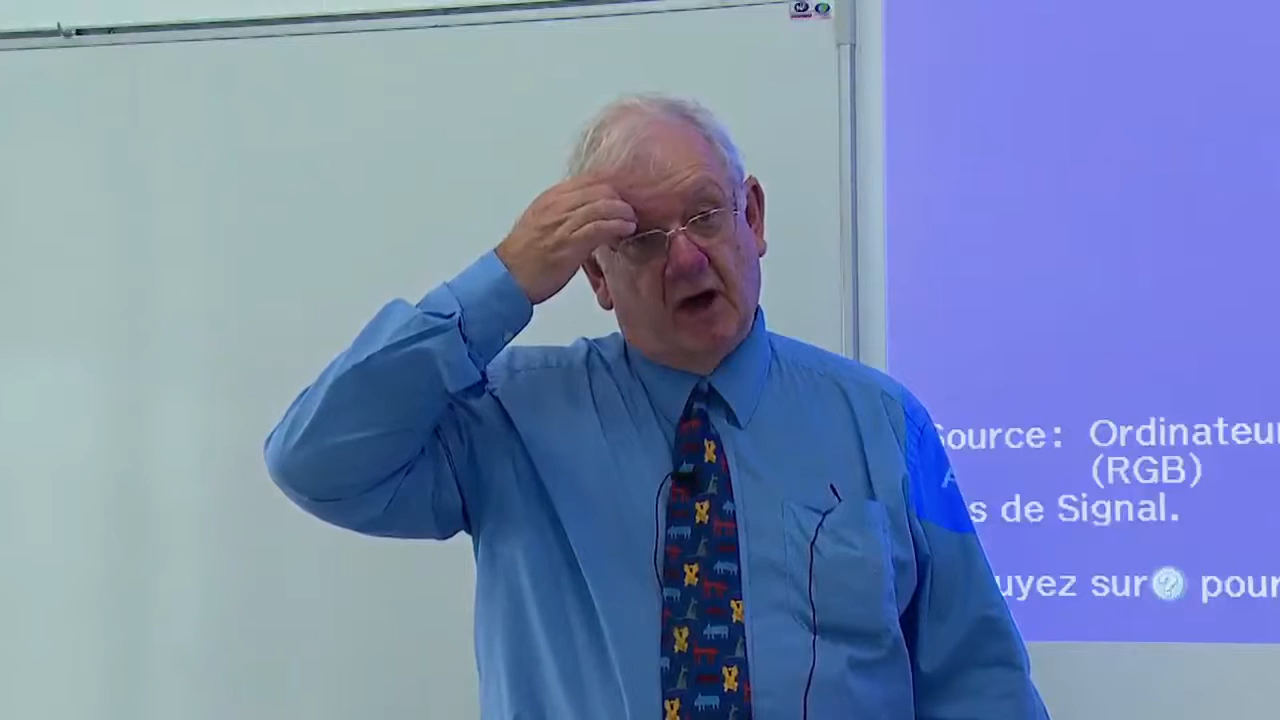 Source: Ordinateur
(RGB)
s de Signal.
uyez sur ? pour